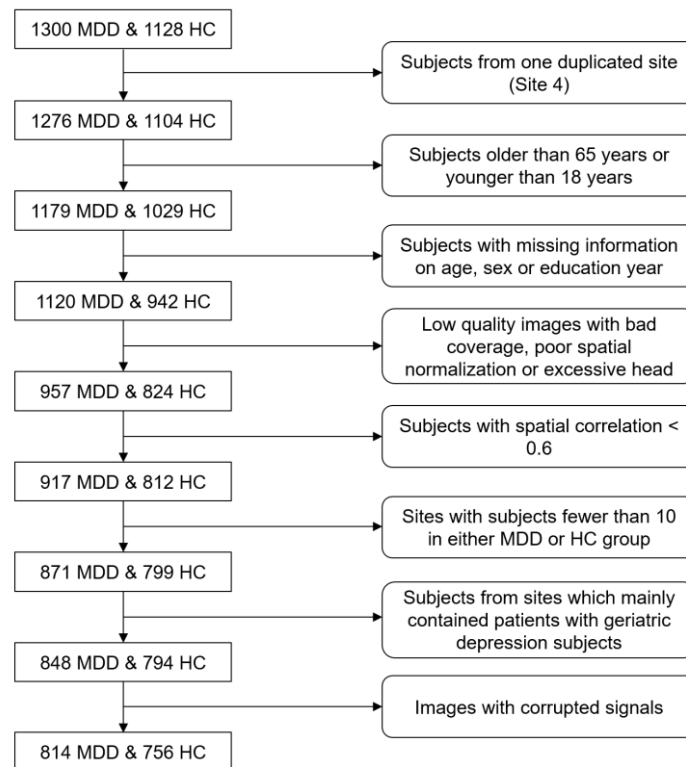 1300 MDD & 1128 HC
Subjects from one duplicated site
(Site 4)
1276 MDD & 1104 HC
Subjects older than 65 years or
younger than 18 years
1179 MDD & 1029 HC
Subjects with missing information
on age, sex or education year
1120 MDD & 942 HC
Low quality images with bad
coverage, poor spatial
normalization or excessive head
957 MDD & 824 HC
Subjects with spatial correlation <
0.6
917 MDD & 812 HC
Sites with subjects fewer than 10
in either MDD or HC group
871 MDD & 799 HC
Subjects from sites which mainly
contained patients with geriatric
depression subjects
848 MDD & 794 HC
Images with corrupted signals
814 MDD & 756 HC